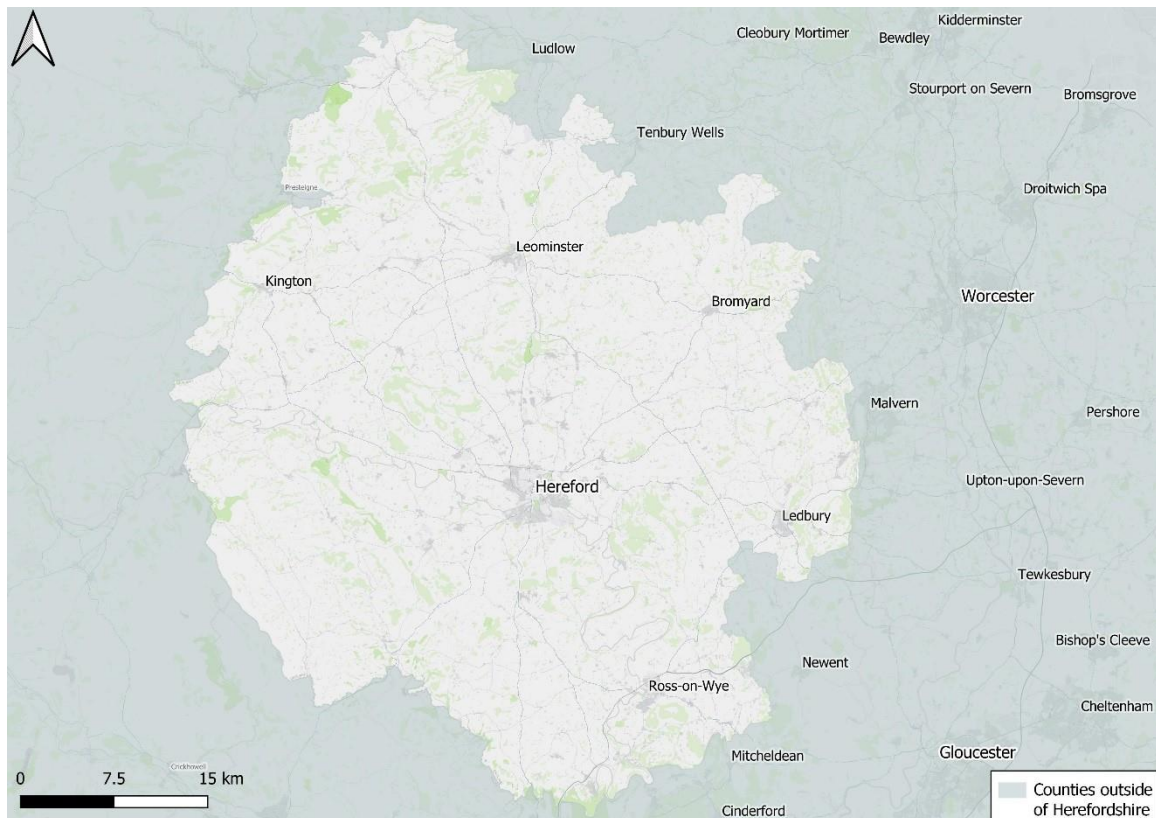 Kidderminster
Cleobury Mortimer
Bewdley
Ludlow
Stourport on Severn
Bromsgrove
Tenbury Wells
Presteigne
Droitwich Spa
Leominster
Kington
Bromyard
Worcester
Malvern
Pershore
Hereford
Upton-upon-Severn
Ledbury
Tewkesbury
Bishop's Cleeve
Newent
Ross-on-Wye
Cheltenham
Mitcheldean
Gloucester
Crickhowell
0 7.5 15 km
Cinderford
Counties outside
of Herefordshire